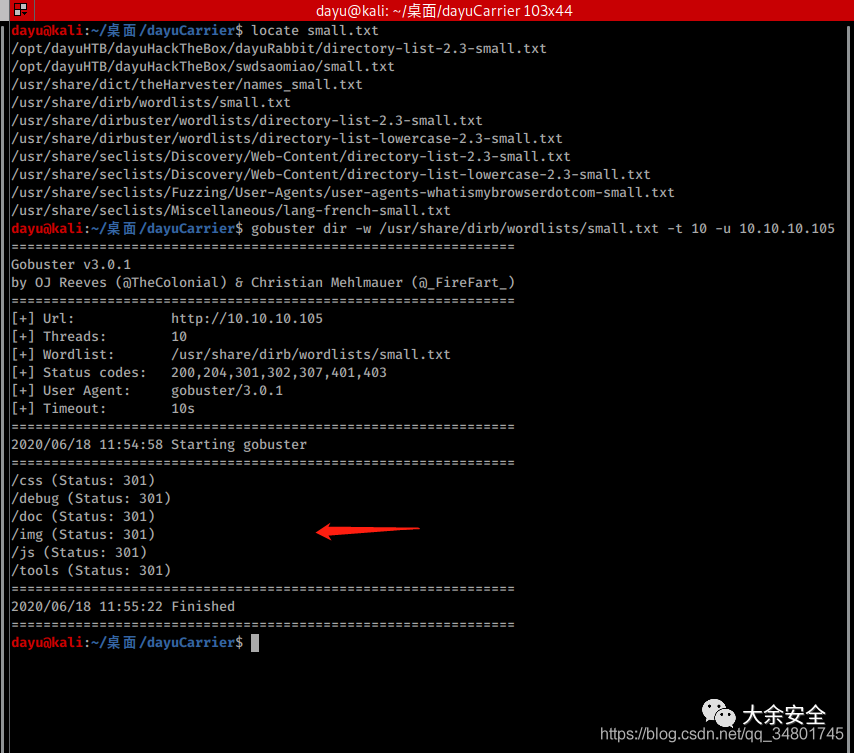 dayu@kali: ~/桌面/dayuCarrier 103x44
dayu@kali:~/桌面/dayuCarrier$ locate small.txt
/opt/dayuHTB/dayuHackTheBox/dayuRabbit/directory-list-2.3-small.txt
/opt/dayuHTB/dayuHackTheBox/swdsaomiao/small.txt
/usr/share/dict/theHarvester/names_small.txt
/usr/share/dirb/wordlists/small.txt
/usr/share/dirbuster/wordlists/directory-list-2.3-small.txt
/usr/share/dirbuster/wordlists/directory-list-lowercase-2.3-small.txt
/usr/share/seclists/Discovery/Web-Content/directory-list-2.3-small.txt
/usr/share/seclists/Discovery/Web-Content/directory-list-lowercase-2.3-small.txt
/usr/share/seclists/Fuzzing/User-Agents/user-agents-whatismybrowserdotcom-small.txt
/usr/share/seclists/Miscellaneous/lang-french-small.txt
dayu@kali:~/桌面/dayuCarrier$ gobuster dir -w /usr/share/dirb/wordlists/small.txt -t 10 -u 10.10.10.105
===============================================================
Gobuster v3.0.1
by OJ Reeves (@TheColonial) & Christian Mehlmauer (@_FireFart_)
===============================================================
[+] Url:            http://10.10.10.105
[+] Threads:        10
[+] Wordlist:       /usr/share/dirb/wordlists/small.txt
[+] Status codes:   200,204,301,302,307,401,403
[+] User Agent:     gobuster/3.0.1
[+] Timeout:        10s
===============================================================
2020/06/18 11:54:58 Starting gobuster
===============================================================
/css (Status: 301)
/debug (Status: 301)
/doc (Status: 301)
/img (Status: 301)
/js (Status: 301)
/tools (Status: 301)
===============================================================
2020/06/18 11:55:22 Finished
===============================================================
dayu@kali:~/桌面/dayuCarrier$
大余安全
https://blog.csdn.net/qq_34801745